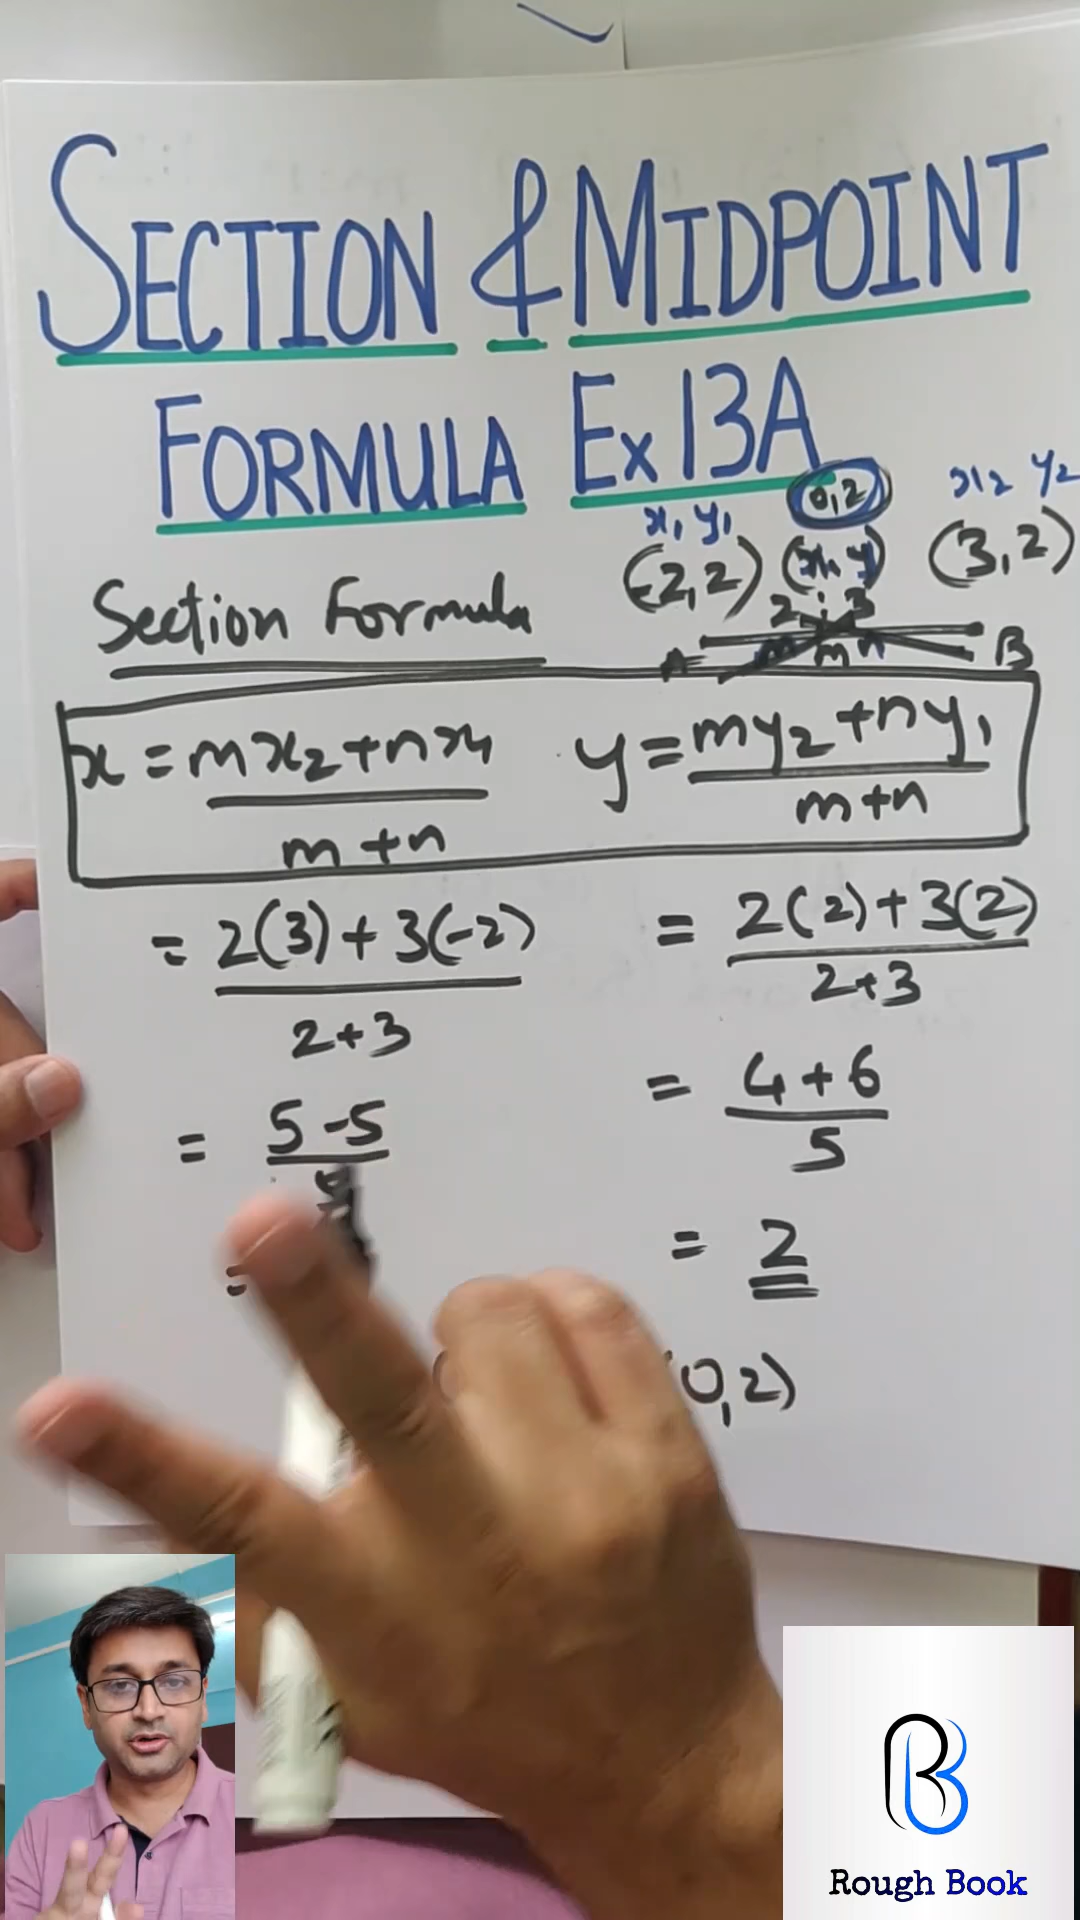 SECTION & MIDPOINT
FORMULA Ex 13A
0,2
x₁ y₁
x₂ y₂
(-2,2) (x, y) (3,2)
2 : 3
A m m n n B
Section Formula
x = mx₂+nx₁ / m+n
y = my₂+ny₁ / m+n
= 2(3)+3(-2) / 2+3
= 2(2)+3(2) / 2+3
= 5-5
= 4+6 / 5
=
= 2
(0,2)
B
Rough Book